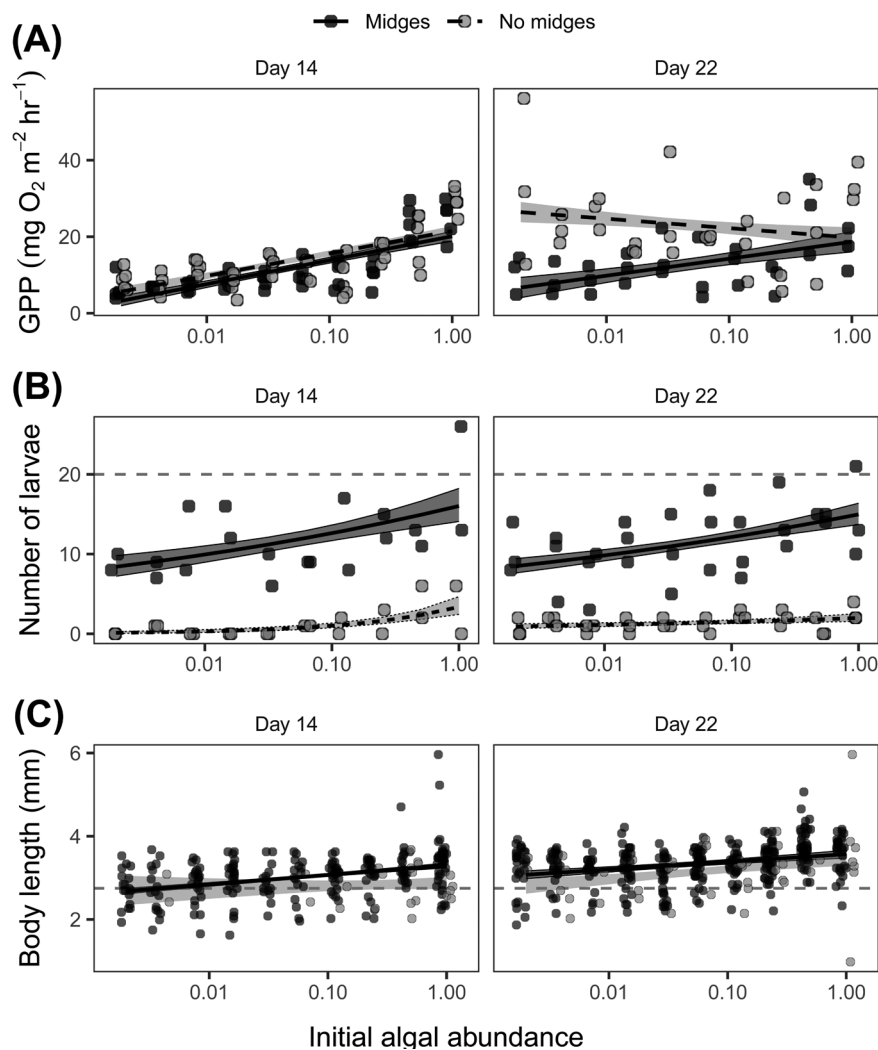 Midges No midges
(A)
Day 14 Day 22
GPP (mg O₂ m⁻² hr⁻¹)
40
20
0
0.01 0.10 1.00 0.01 0.10 1.00
(B)
Day 14 Day 22
Number of larvae
20
10
0
0.01 0.10 1.00 0.01 0.10 1.00
(C)
Day 14 Day 22
Body length (mm)
6
4
2
0.01 0.10 1.00 0.01 0.10 1.00
Initial algal abundance